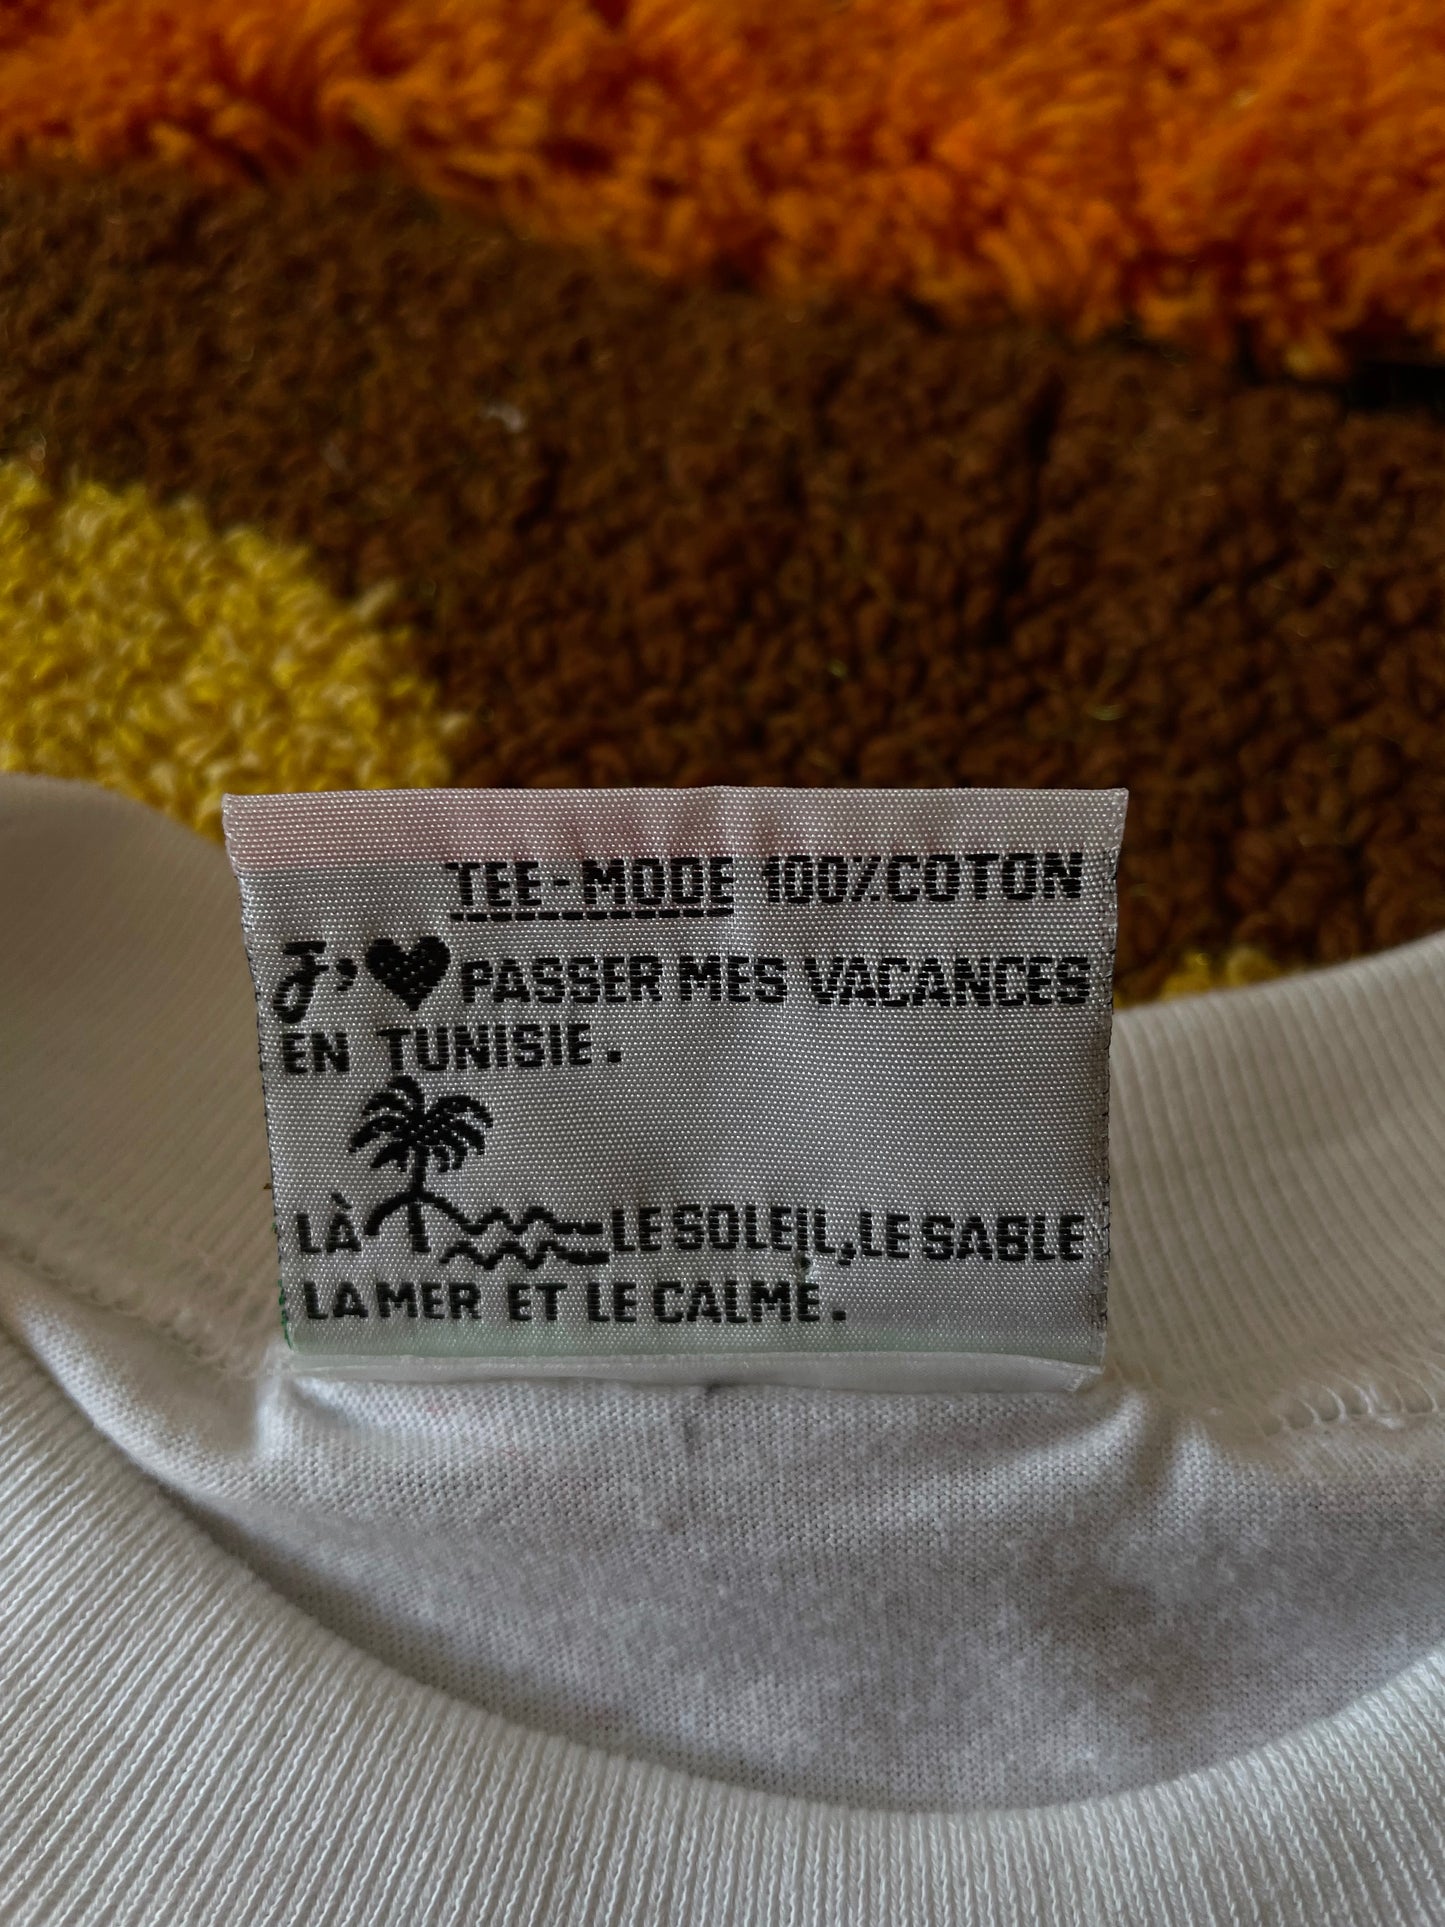 TEE-MODE 100%COTON
J'♥PASSER MES VACANCES
EN TUNISIE.
LÀ LE SOLEIL, LE SABLE
LA MER ET LE CALME.